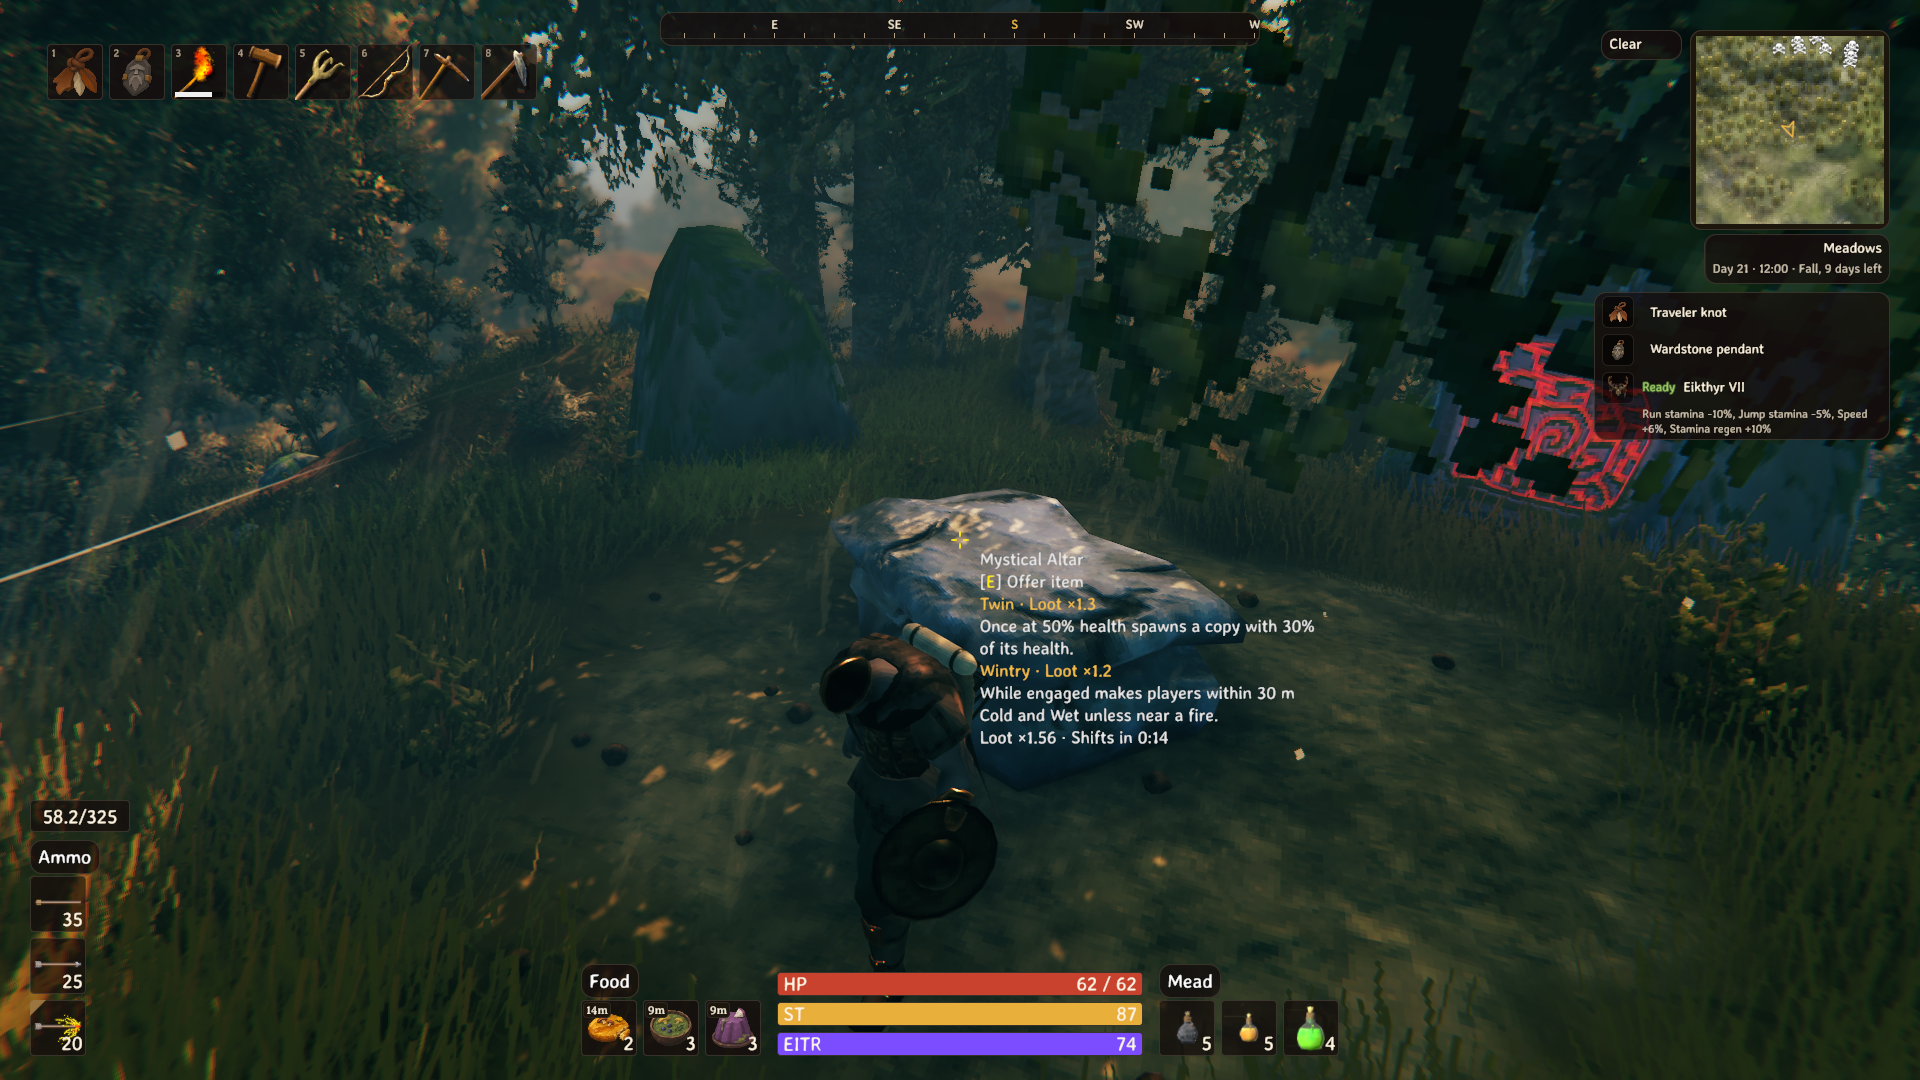 E SE S SW W
1 2 3 4 5 6 7 8
Clear
Meadows
Day 21 · 12:00 · Fall, 9 days left
Traveler knot
Wardstone pendant
Ready Eikthyr VII
Run stamina -10%, Jump stamina -5%, Speed
+6%, Stamina regen +10%
Mystical Altar
[E] Offer item
Twin · Loot ×1.3
Once at 50% health spawns a copy with 30%
of its health.
Wintry · Loot ×1.2
While engaged makes players within 30 m
Cold and Wet unless near a fire.
Loot ×1.56 · Shifts in 0:14
58.2/325
Ammo
35
25
20
Food
14m 2
9m 3
9m 3
HP 62 / 62
ST 87
EITR 74
Mead
5
5
4